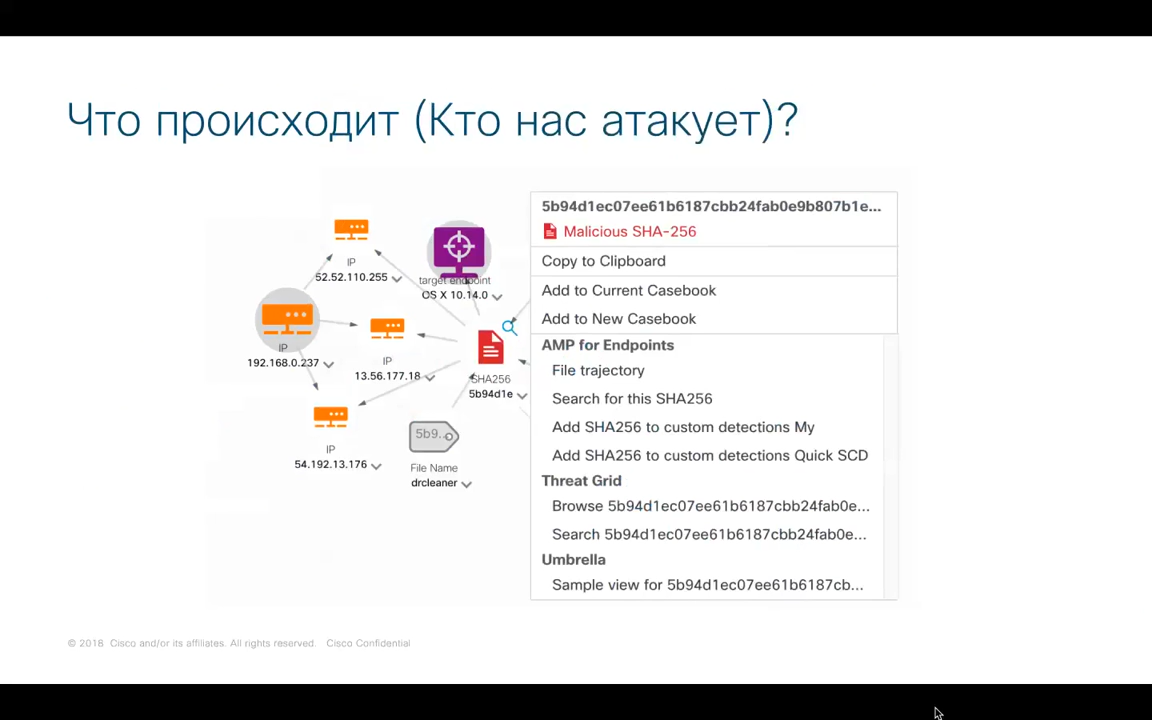 Что происходит (Кто нас атакует)?
IP
52.52.110.255
target endpoint
OS X 10.14.0
IP
192.168.0.237
IP
13.56.177.18
SHA256
5b94d1e
IP
54.192.13.176
5b9...
File Name
drcleaner
5b94d1ec07ee61b6187cbb24fab0e9b807b1e...
Malicious SHA-256
Copy to Clipboard
Add to Current Casebook
Add to New Casebook
AMP for Endpoints
File trajectory
Search for this SHA256
Add SHA256 to custom detections My
Add SHA256 to custom detections Quick SCD
Threat Grid
Browse 5b94d1ec07ee61b6187cbb24fab0e...
Search 5b94d1ec07ee61b6187cbb24fab0e...
Umbrella
Sample view for 5b94d1ec07ee61b6187cb...
© 2018 Cisco and/or its affiliates. All rights reserved. Cisco Confidential